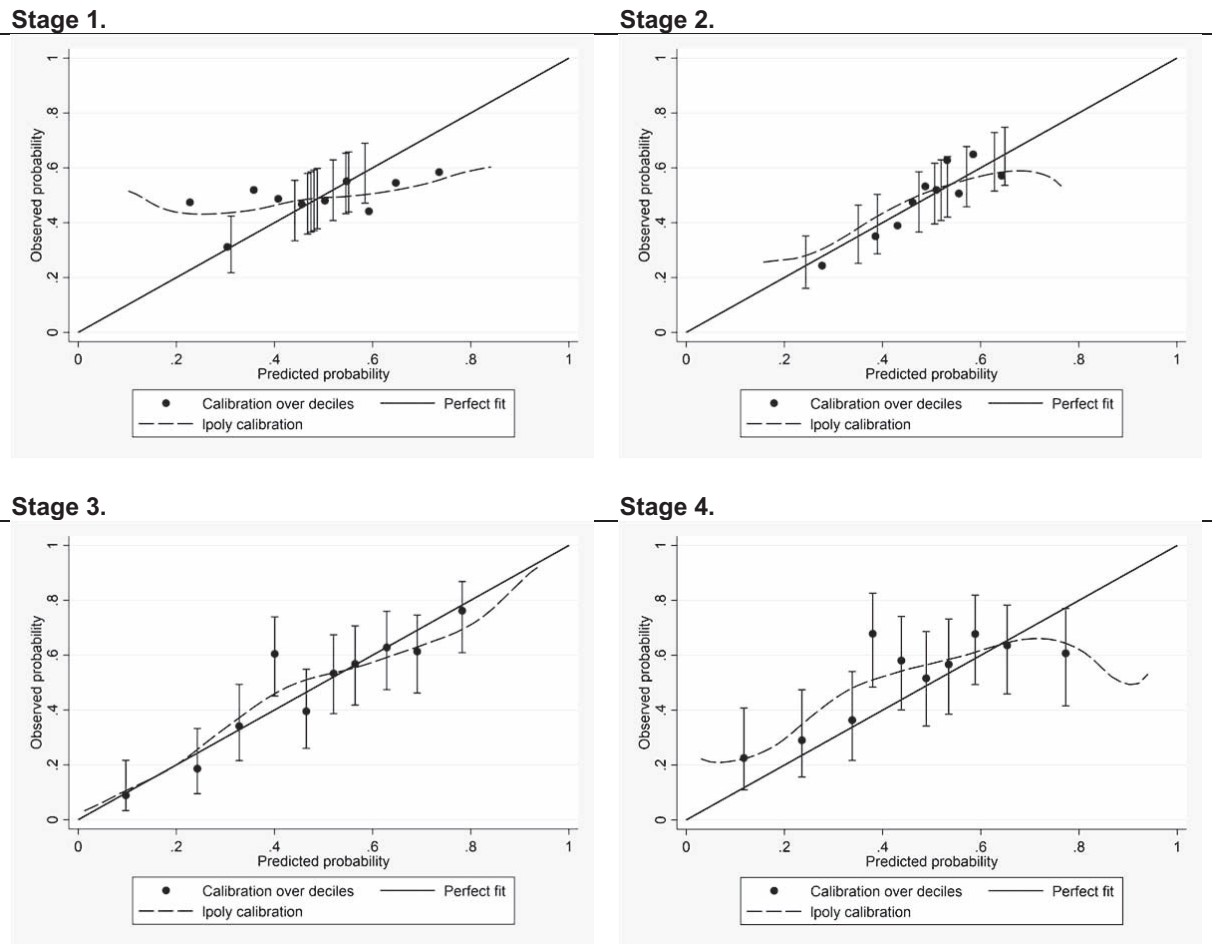 Stage 1.
1
.8
.6
.4
.2
0
Observed probability
0 .2 .4 .6 .8 1
Predicted probability
Calibration over deciles Perfect fit
lpoly calibration
Stage 2.
1
.8
.6
.4
.2
0
Observed probability
0 .2 .4 .6 .8 1
Predicted probability
Calibration over deciles Perfect fit
lpoly calibration
Stage 3.
1
.8
.6
.4
.2
0
Observed probability
0 .2 .4 .6 .8 1
Predicted probability
Calibration over deciles Perfect fit
lpoly calibration
Stage 4.
1
.8
.6
.4
.2
0
Observed probability
0 .2 .4 .6 .8 1
Predicted probability
Calibration over deciles Perfect fit
lpoly calibration